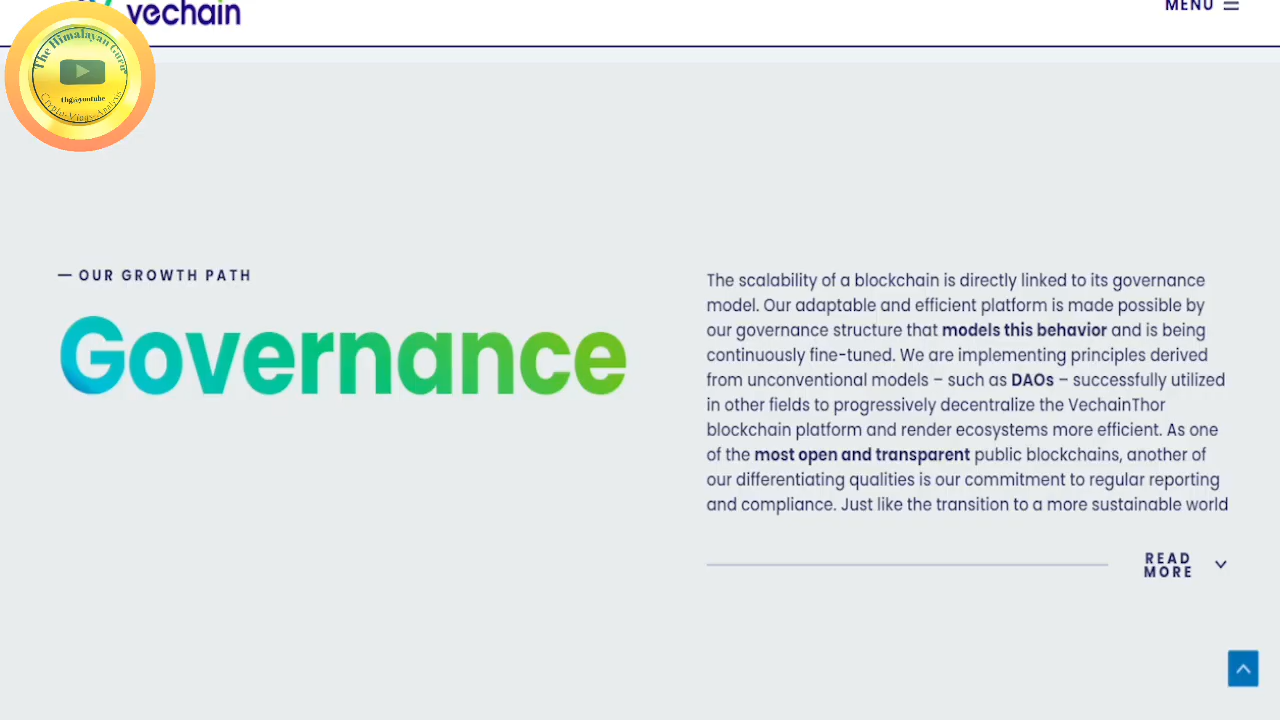 vechain
MENU
The Himalayan Guru
thg@youtube
— OUR GROWTH PATH
Governance
The scalability of a blockchain is directly linked to its governance
model. Our adaptable and efficient platform is made possible by
our governance structure that models this behavior and is being
continuously fine-tuned. We are implementing principles derived
from unconventional models – such as DAOs – successfully utilized
in other fields to progressively decentralize the VechainThor
blockchain platform and render ecosystems more efficient. As one
of the most open and transparent public blockchains, another of
our differentiating qualities is our commitment to regular reporting
and compliance. Just like the transition to a more sustainable world
READ
MORE